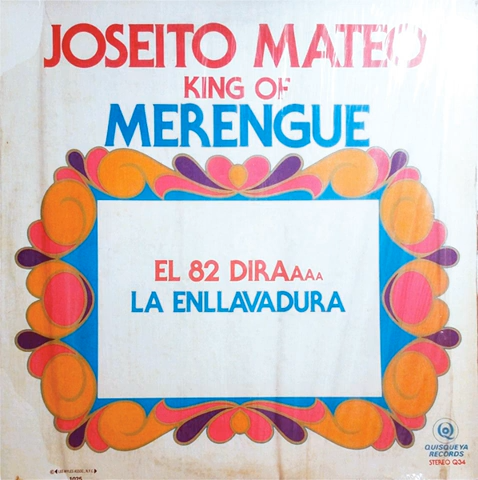 JOSEITO MATEO
KING OF
MERENGUE
EL 82 DIRAAAA
LA ENLLAVADURA
QUISQUEYA
RECORDS
STEREO Q34